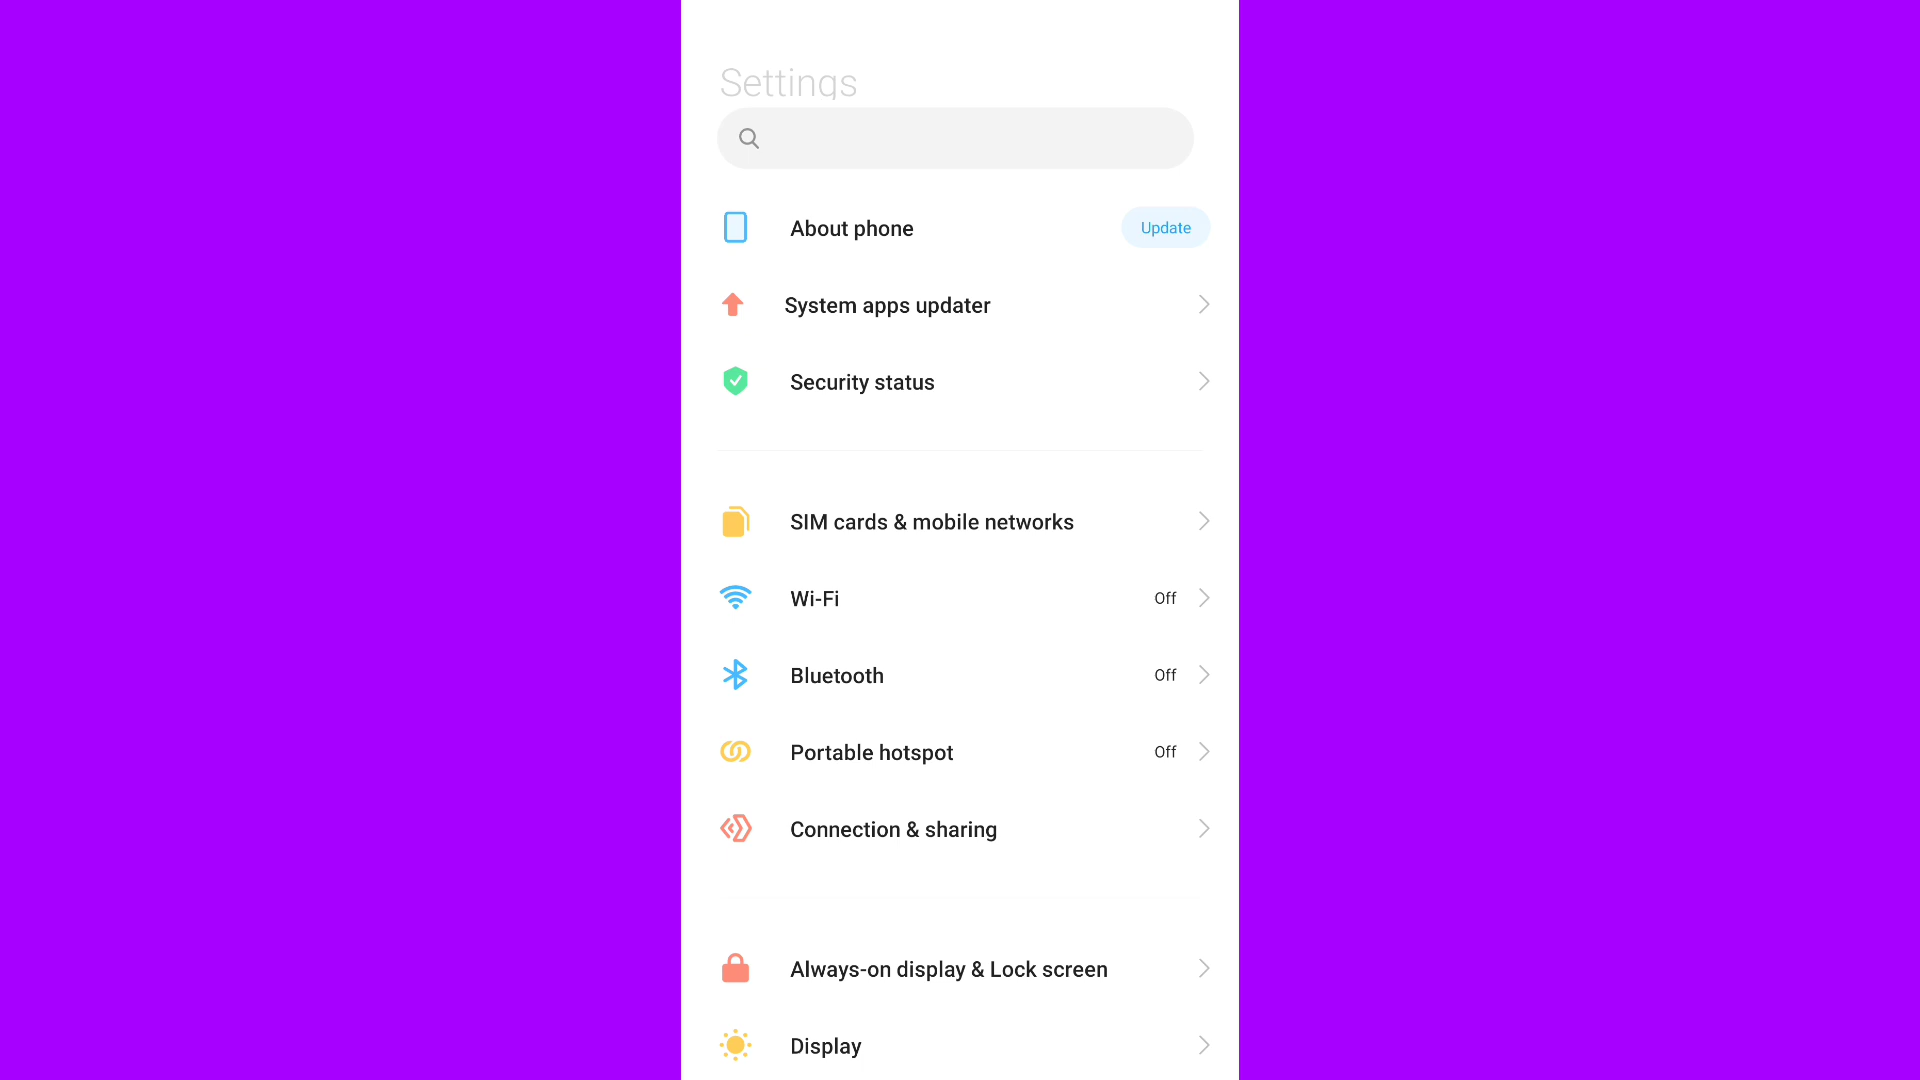 Settings
About phone
Update
System apps updater
Security status
SIM cards & mobile networks
Wi-Fi
Off
Bluetooth
Off
Portable hotspot
Off
Connection & sharing
Always-on display & Lock screen
Display